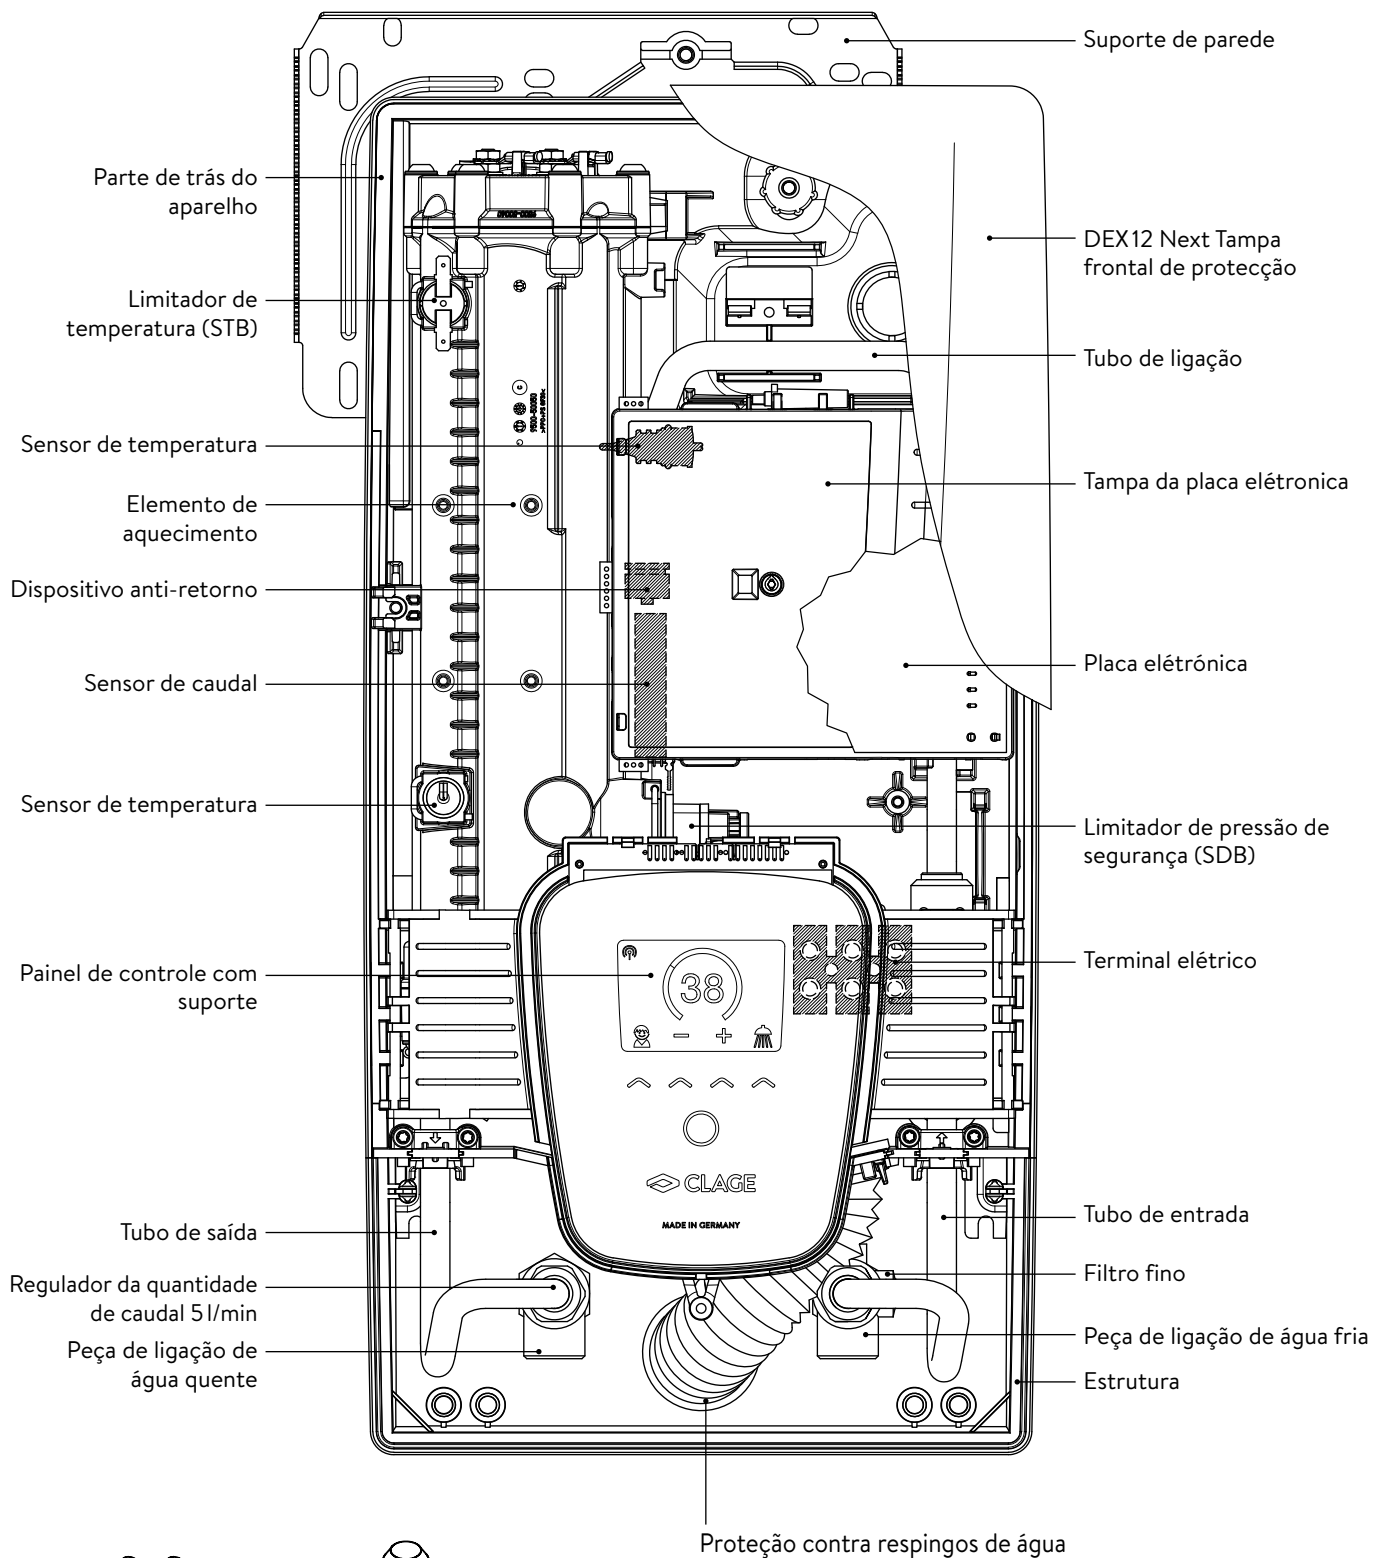 Suporte de parede
Parte de trás do
aparelho
DEX12 Next Tampa
frontal de protecção
Limitador de
temperatura (STB)
Tubo de ligação
Sensor de temperatura
Tampa da placa elétronica
Elemento de
aquecimento
Dispositivo anti-retorno
Placa elétrónica
Sensor de caudal
Sensor de temperatura
Limitador de pressão de
segurança (SDB)
Painel de controle com
suporte
38
Terminal elétrico
CLAGE
MADE IN GERMANY
Tubo de saída
Tubo de entrada
Regulador da quantidade
de caudal 5 l/min
Filtro fino
Peça de ligação de
água quente
Peça de ligação de água fria
Estrutura
Proteção contra respingos de água